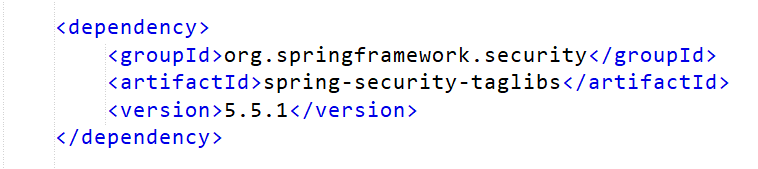 <dependency>
    <groupId>org.springframework.security</groupId>
    <artifactId>spring-security-taglibs</artifactId>
    <version>5.5.1</version>
</dependency>